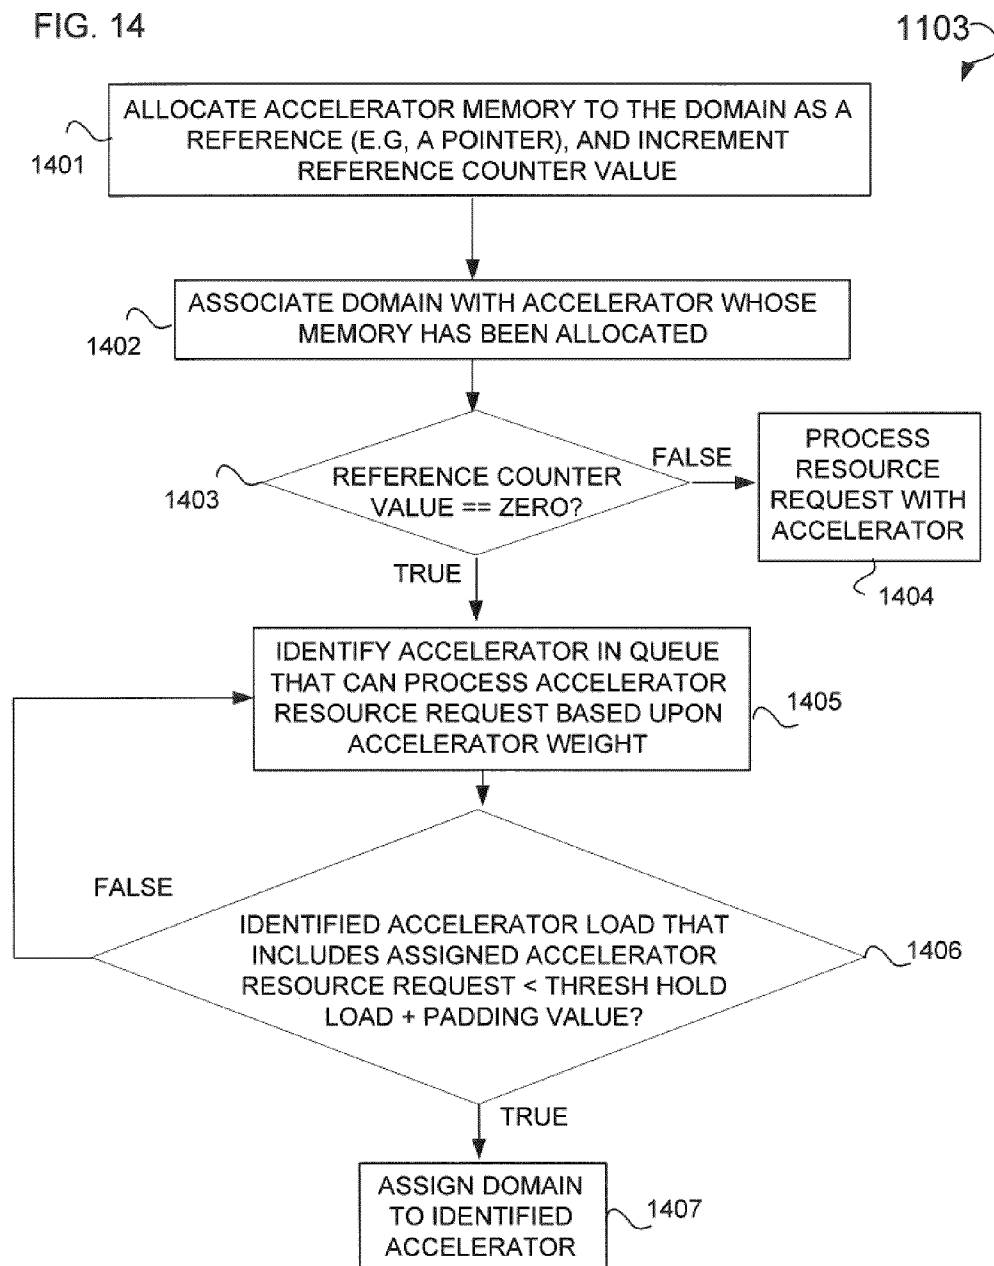 FIG. 14
1103
ALLOCATE ACCELERATOR MEMORY TO THE DOMAIN AS A
REFERENCE (E.G, A POINTER), AND INCREMENT
REFERENCE COUNTER VALUE
1401
ASSOCIATE DOMAIN WITH ACCELERATOR WHOSE
MEMORY HAS BEEN ALLOCATED
1402
REFERENCE COUNTER
VALUE == ZERO?
1403
FALSE
PROCESS
RESOURCE
REQUEST WITH
ACCELERATOR
1404
TRUE
IDENTIFY ACCELERATOR IN QUEUE
THAT CAN PROCESS ACCELERATOR
RESOURCE REQUEST BASED UPON
ACCELERATOR WEIGHT
1405
FALSE
IDENTIFIED ACCELERATOR LOAD THAT
INCLUDES ASSIGNED ACCELERATOR
RESOURCE REQUEST < THRESH HOLD
LOAD + PADDING VALUE?
1406
TRUE
ASSIGN DOMAIN
TO IDENTIFIED
ACCELERATOR
1407